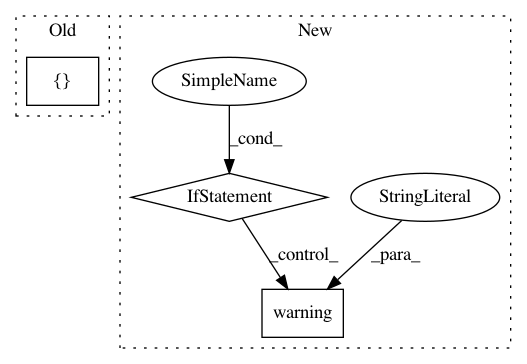 Old
New
{}
SimpleName
_cond_
IfStatement
StringLiteral
_control_
_para_
warning